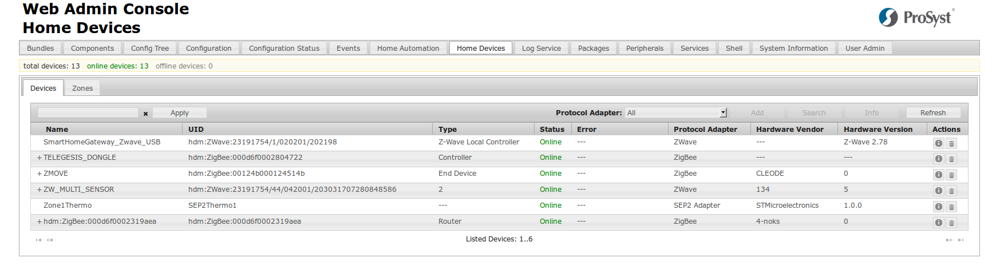 Web Admin Console
Home Devices
ProSyst®
Bundles Components Config Tree Configuration Configuration Status Events Home Automation Home Devices Log Service Packages Peripherals Services Shell System Information User Admin
total devices: 13 online devices: 13 offline devices: 0
Devices Zones
Apply Protocol Adapter: All Add Search Info Refresh
Name UID Type Status Error Protocol Adapter Hardware Vendor Hardware Version Actions
SmartHomeGateway_Zwave_USB hdm:ZWave:23191754/1/020201/202198 Z-Wave Local Controller Online --- ZWave --- Z-Wave 2.78
+ TELEGESIS_DONGLE hdm:ZigBee:000d6f0002804722 Controller Online --- ZigBee --- ---
+ ZMOVE hdm:ZigBee:00124b000124514b End Device Online --- ZigBee CLEODE 0
+ ZW_MULTI_SENSOR hdm:ZWave:23191754/44/042001/203031707280848586 2 Online --- ZWave 134 5
Zone1Thermo SEP2Thermo1 --- Online --- SEP2 Adapter STMicroelectronics 1.0.0
+ hdm:ZigBee:000d6f0002319aea hdm:ZigBee:000d6f0002319aea Router Online --- ZigBee 4-noks 0
Listed Devices: 1..6